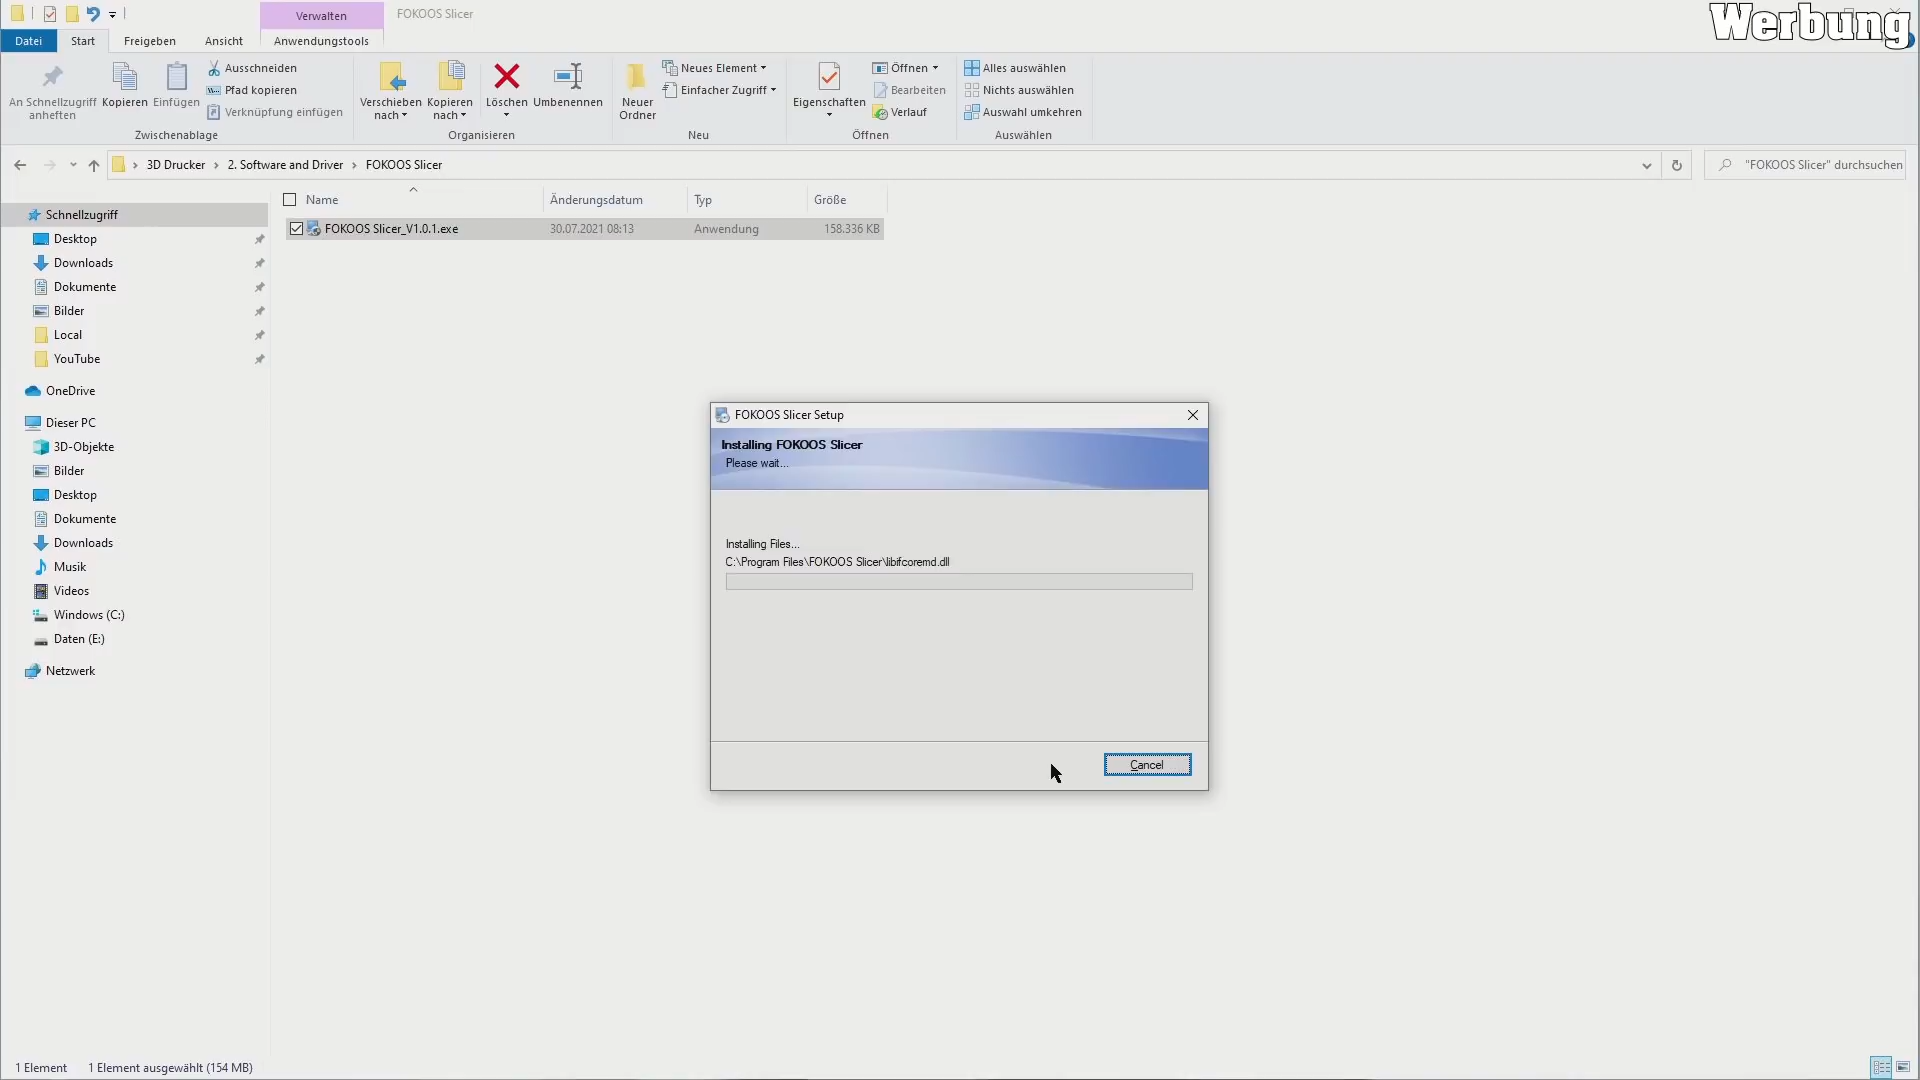 Verwalten
FOKOOS Slicer
Werbung
Datei
Start
Freigeben
Ansicht
Anwendungstools
An Schnellzugriff
anheften
Kopieren
Einfügen
Ausschneiden
Pfad kopieren
Verknüpfung einfügen
Zwischenablage
Verschieben
nach
Kopieren
nach
Löschen
Umbenennen
Organisieren
Neuer
Ordner
Neues Element
Einfacher Zugriff
Neu
Eigenschaften
Öffnen
Bearbeiten
Verlauf
Öffnen
Alles auswählen
Nichts auswählen
Auswahl umkehren
Auswählen
3D Drucker › 2. Software and Driver › FOKOOS Slicer
"FOKOOS Slicer" durchsuchen
Name
Änderungsdatum
Typ
Größe
FOKOOS Slicer_V1.0.1.exe
30.07.2021 08:13
Anwendung
158.336 KB
Schnellzugriff
Desktop
Downloads
Dokumente
Bilder
Local
YouTube
OneDrive
Dieser PC
3D-Objekte
Bilder
Desktop
Dokumente
Downloads
Musik
Videos
Windows (C:)
Daten (E:)
Netzwerk
FOKOOS Slicer Setup
Installing FOKOOS Slicer
Please wait...
Installing Files...
C:\Program Files\FOKOOS Slicer\libifcoremd.dll
Cancel
1 Element
1 Element ausgewählt (154 MB)